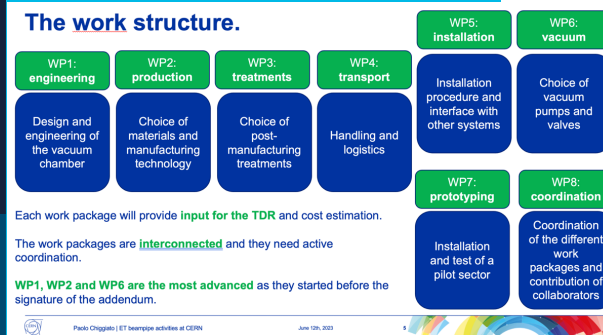 The work structure.
WP1:
engineering
Design and
engineering of
the vacuum
chamber
WP2:
production
Choice of
materials and
manufacturing
technology
WP3:
treatments
Choice of
post-
manufacturing
treatments
WP4:
transport
Handling and
logistics
WP5:
installation
Installation
procedure and
interface with
other systems
WP6:
vacuum
Choice of
vacuum
pumps and
valves
WP7:
prototyping
Installation
and test of a
pilot sector
WP8:
coordination
Coordination
of the different
work
packages and
contribution of
collaborators
Each work package will provide input for the TDR and cost estimation.
The work packages are interconnected and they need active
coordination.
WP1, WP2 and WP6 are the most advanced as they started before the
signature of the addendum.
CERN
Paolo Chiggiato | ET beampipe activities at CERN
June 12th, 2023
5